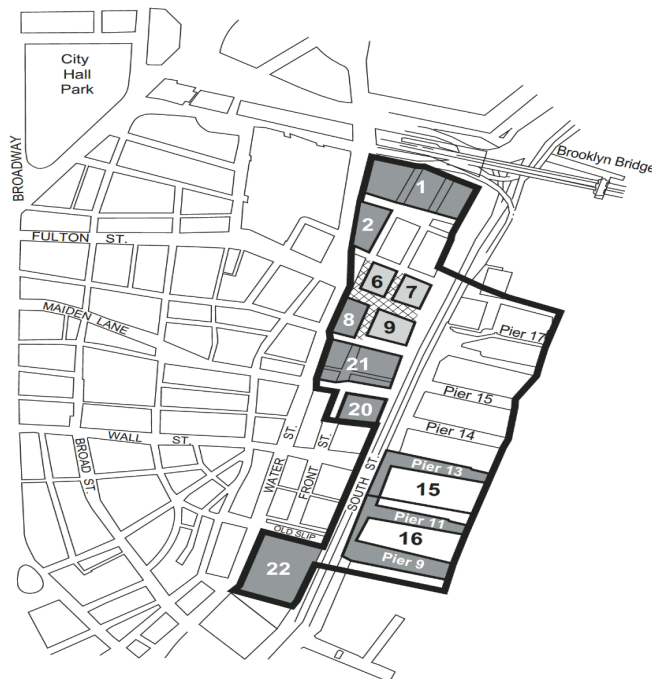 City
Hall
Park
BROADWAY
Brooklyn Bridge
1
2
FULTON ST.
6
7
MAIDEN LANE
8
9
Pier 17
21
Pier 15
20
Pier 14
WALL ST.
BROAD ST.
WATER ST.
FRONT ST.
SOUTH ST.
Pier 13
15
Pier 11
16
OLD SLIP
Pier 9
22